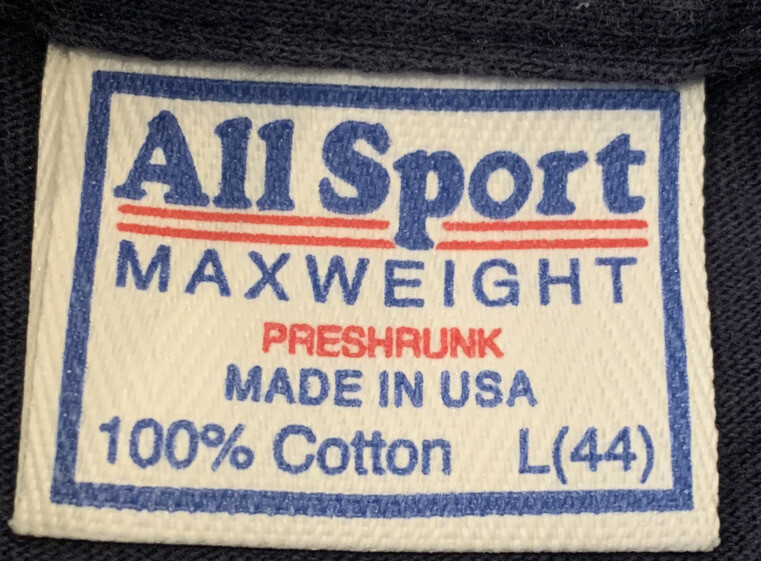 All Sport
MAXWEIGHT
PRESHRUNK
MADE IN USA
100% Cotton L(44)